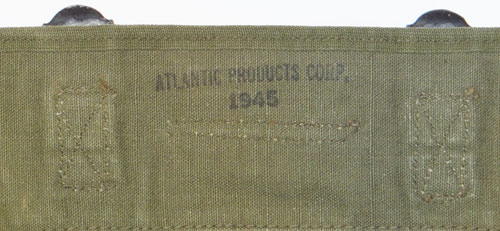 ATLANTIC PRODUCTS CORP.
1945